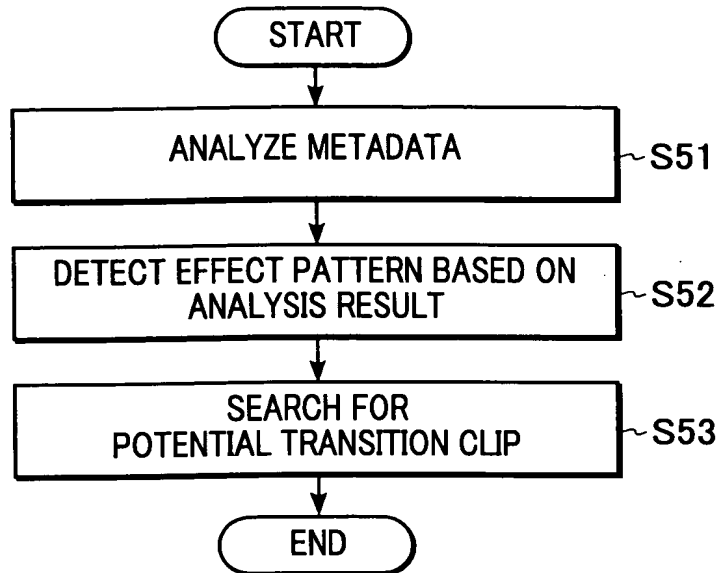 START
ANALYZE METADATA
S51
DETECT EFFECT PATTERN BASED ON
ANALYSIS RESULT
S52
SEARCH FOR
POTENTIAL TRANSITION CLIP
S53
END